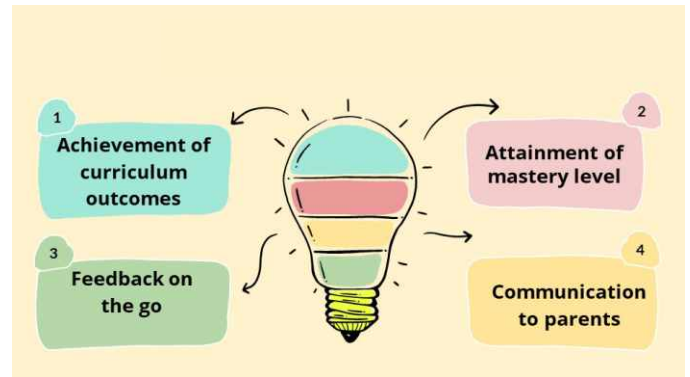 1
Achievement of
curriculum
outcomes
2
Attainment of
mastery level
3
Feedback on
the go
4
Communication
to parents